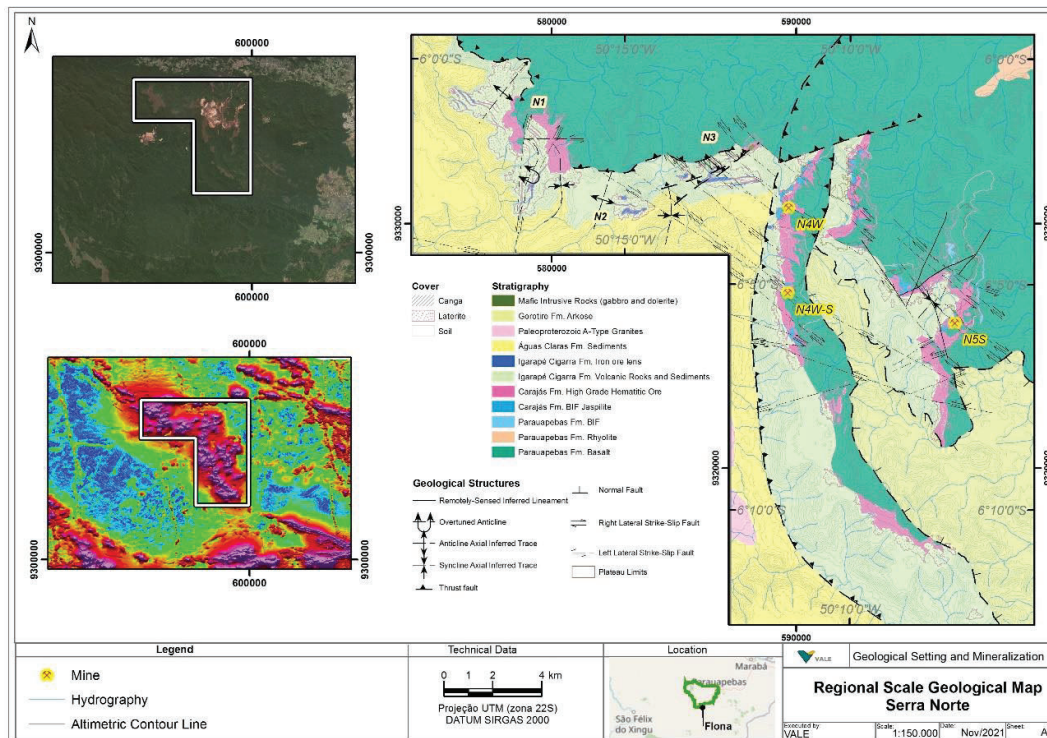 N
600000
9300000
9300000
600000
600000
9300000
9300000
600000
580000
590000
50°15'0"W
50°10'0"W
6°0'0"S
6°0'0"S
N1
N3
N2
N4W
9330000
9330000
50°15'0"W
580000
6°5'0"S
6°5'0"S
N4W-S
N5S
9320000
9320000
6°10'0"S
6°10'0"S
50°10'0"W
590000
Cover
Canga
Laterite
Soil
Stratigraphy
Mafic Intrusive Rocks (gabbro and dolerite)
Gorotire Fm. Arkose
Paleoproterozoic A-Type Granites
Águas Claras Fm. Sediments
Igarapé Cigarra Fm. Iron ore lens
Igarapé Cigarra Fm. Volcanic Rocks and Sediments
Carajás Fm. High Grade Hematitic Ore
Carajás Fm. BIF Jaspilite
Parauapebas Fm. BIF
Parauapebas Fm. Rhyolite
Parauapebas Fm. Basalt
Geological Structures
Remotely-Sensed Inferred Lineament
Overtuned Anticline
Anticline Axial Inferred Trace
Syncline Axial Inferred Trace
Thrust fault
Normal Fault
Right Lateral Strike-Slip Fault
Left Lateral Strike-Slip Fault
Plateau Limits
Legend
Mine
Hydrography
Altimetric Contour Line
Technical Data
0 1 2 4 km
Projeção UTM (zona 22S)
DATUM SIRGAS 2000
Location
Marabá
Parauapebas
São Félix
do Xingu
Flona
VALE
Geological Setting and Mineralization
Regional Scale Geological Map
Serra Norte
Executed by
VALE
Scale:
1:150.000
Date:
Nov/2021
Sheet:
A